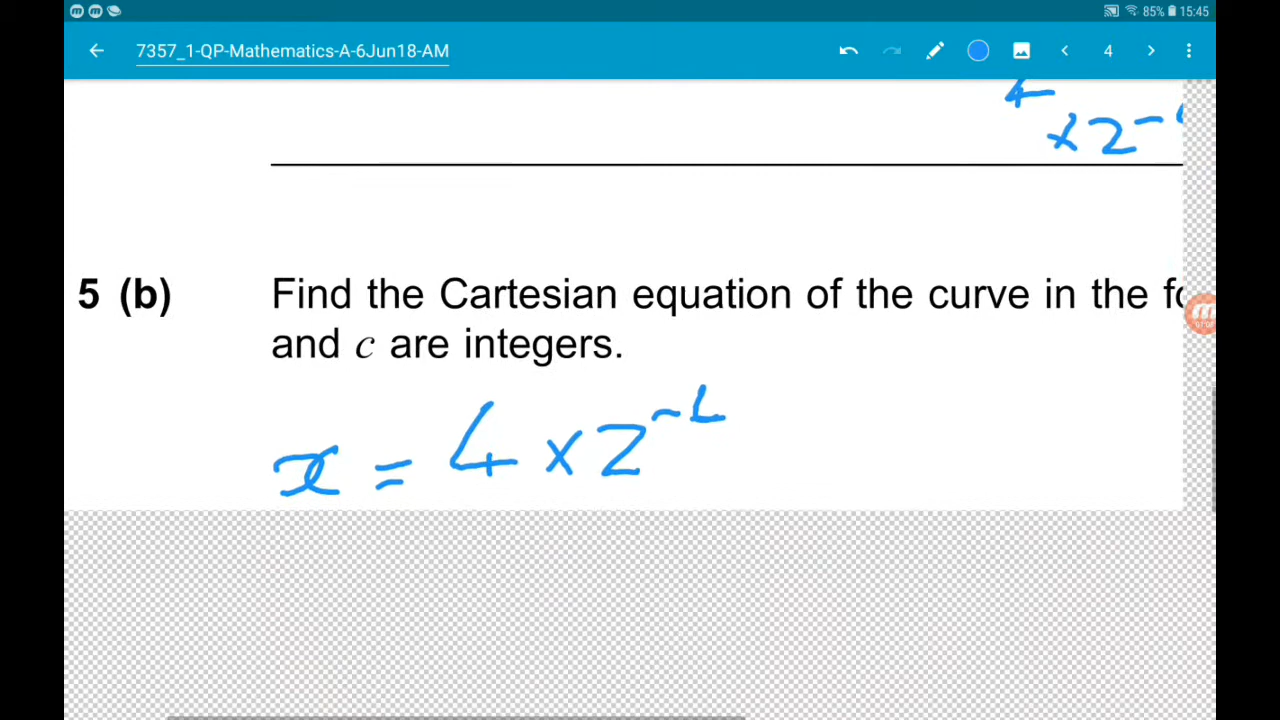 85% 15:45
7357_1-QP-Mathematics-A-6Jun18-AM
4
× 2 -
5 (b) Find the Cartesian equation of the curve in the fo
and c are integers.
x = 4 × 2^-t